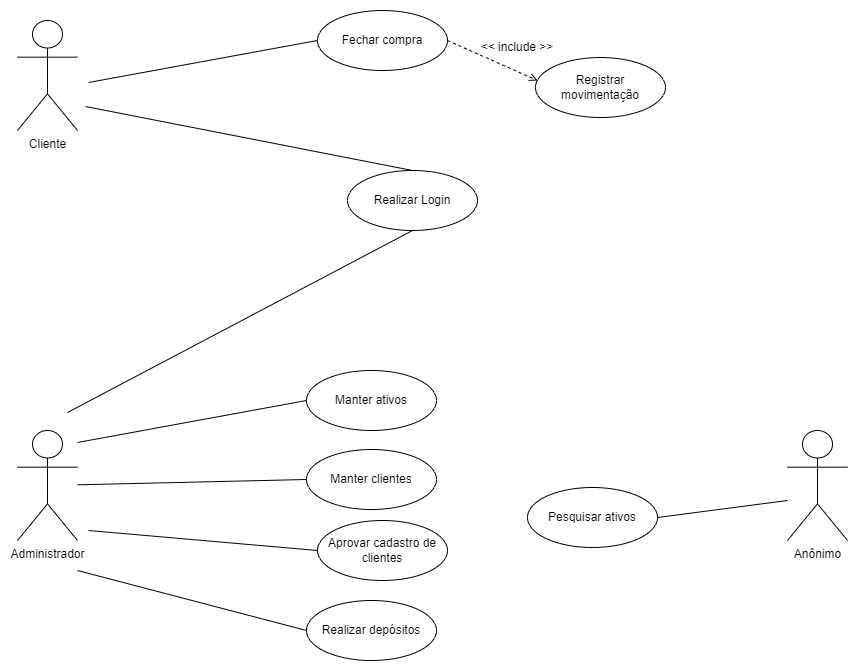 Fechar compra
<< include >>
Registrar
movimentação
Cliente
Realizar Login
Manter ativos
Manter clientes
Pesquisar ativos
Aprovar cadastro de
clientes
Administrador
Anônimo
Realizar depósitos